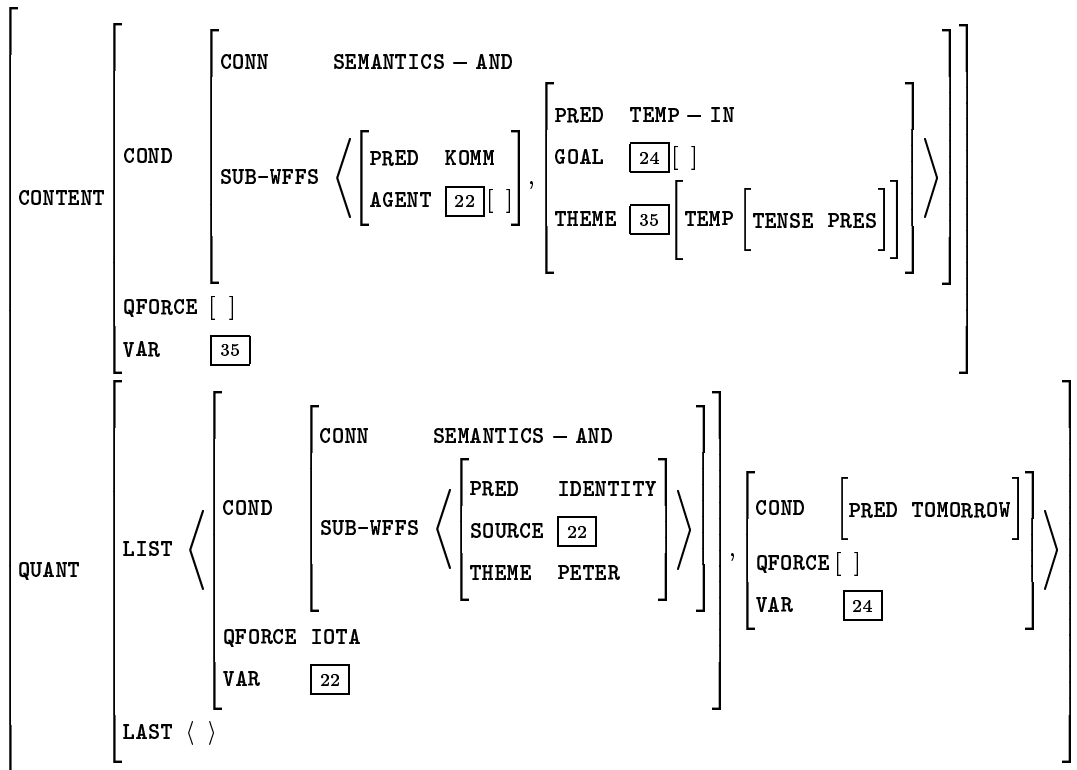 CONN SEMANTICS – AND
PRED TEMP – IN
COND
PRED KOMM
GOAL 24 [ ]
SUB-WFFS 〈 , 〉
CONTENT
AGENT 22 [ ]
THEME 35 TEMP TENSE PRES
QFORCE [ ]
VAR 35
CONN SEMANTICS – AND
PRED IDENTITY
COND
COND PRED TOMORROW
SUB-WFFS 〈 SOURCE 22 〉
LIST 〈 , 〉
QUANT
QFORCE [ ]
THEME PETER
VAR 24
QFORCE IOTA
VAR 22
LAST 〈 〉